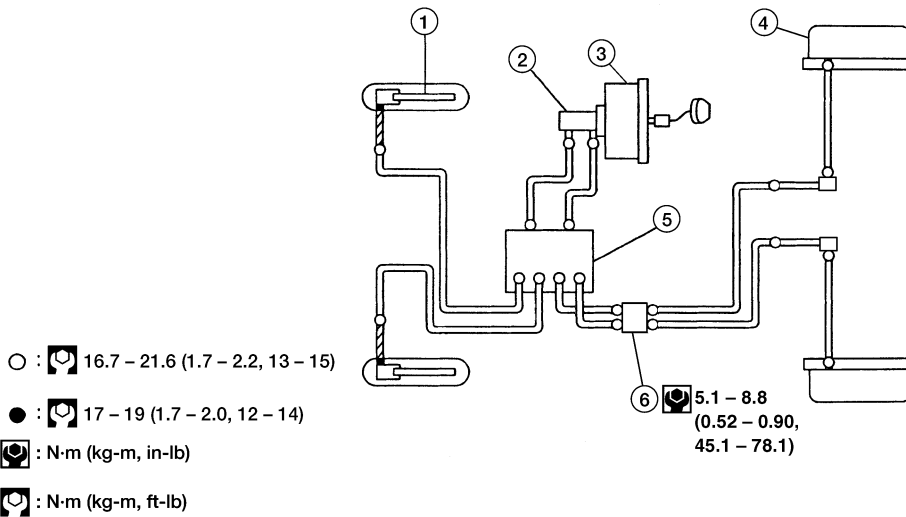 1
2
3
4
5
6
5.1 – 8.8
(0.52 – 0.90,
45.1 – 78.1)
: 16.7 – 21.6 (1.7 – 2.2, 13 – 15)
: 17 – 19 (1.7 – 2.0, 12 – 14)
: N·m (kg-m, in-lb)
: N·m (kg-m, ft-lb)